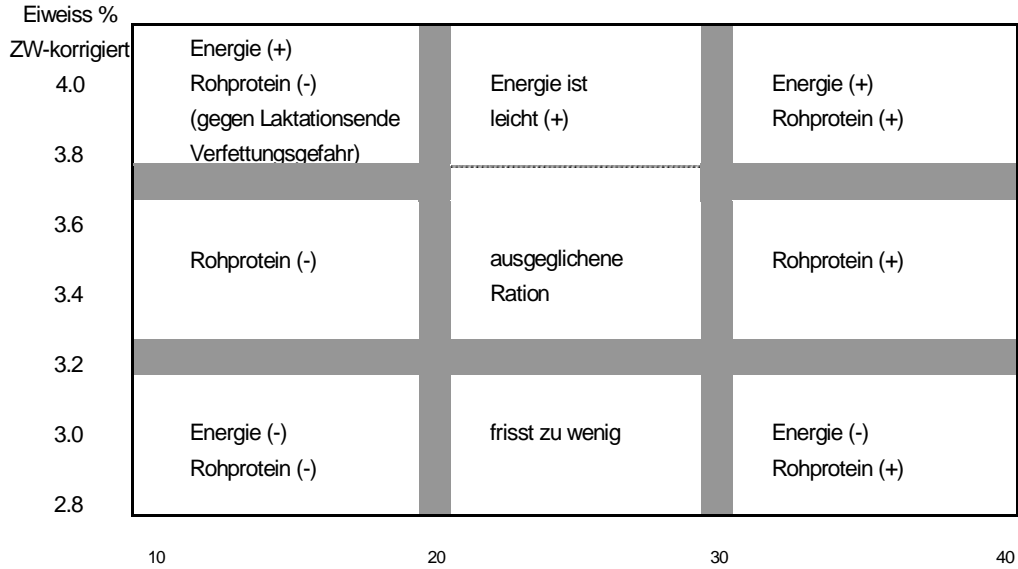 Eiweiss %
ZW-korrigiert
4.0
3.8
3.6
3.4
3.2
3.0
2.8
Energie (+)
Rohprotein (-)
(gegen Laktationsende
Verfettungsgefahr)
Energie ist
leicht (+)
Energie (+)
Rohprotein (+)
Rohprotein (-)
ausgeglichene
Ration
Rohprotein (+)
Energie (-)
Rohprotein (-)
frisst zu wenig
Energie (-)
Rohprotein (+)
10
20
30
40